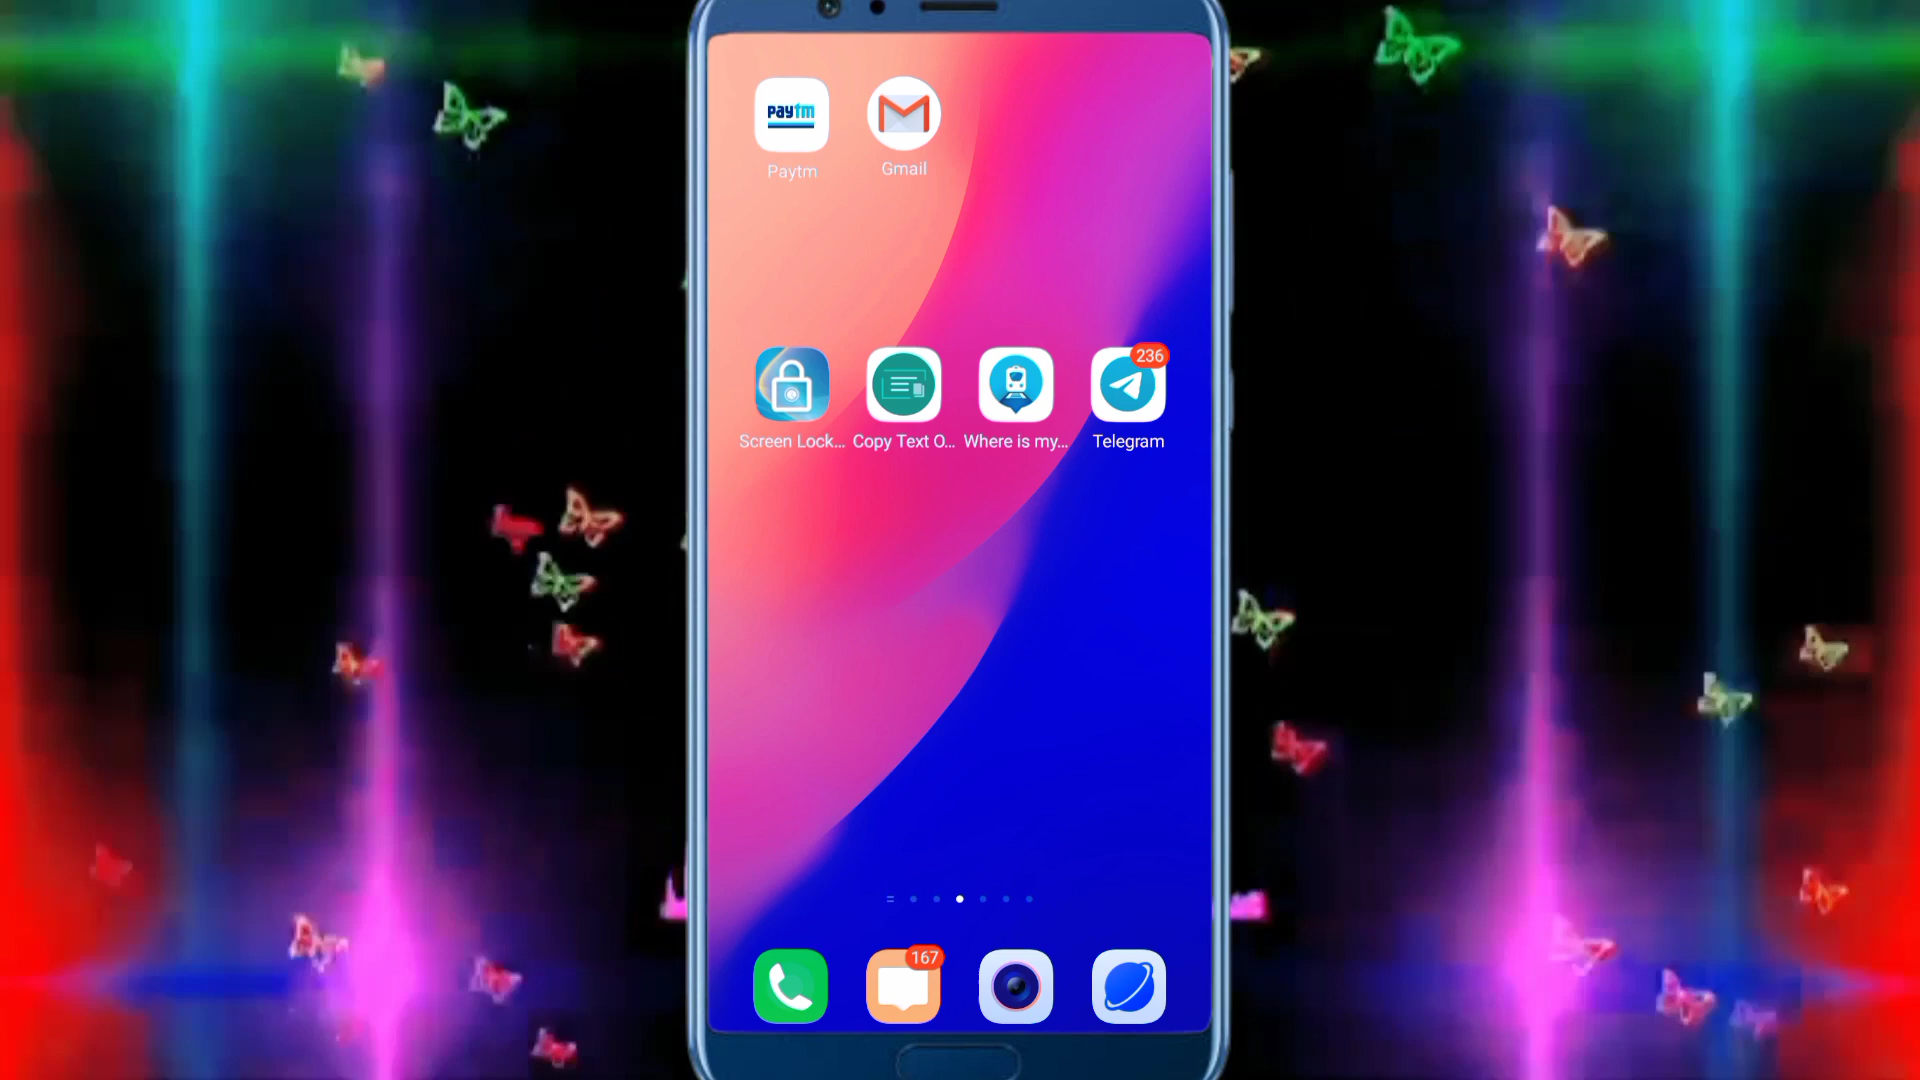 paytm
Paytm
Gmail
236
Screen Lock...
Copy Text O...
Where is my...
Telegram
167